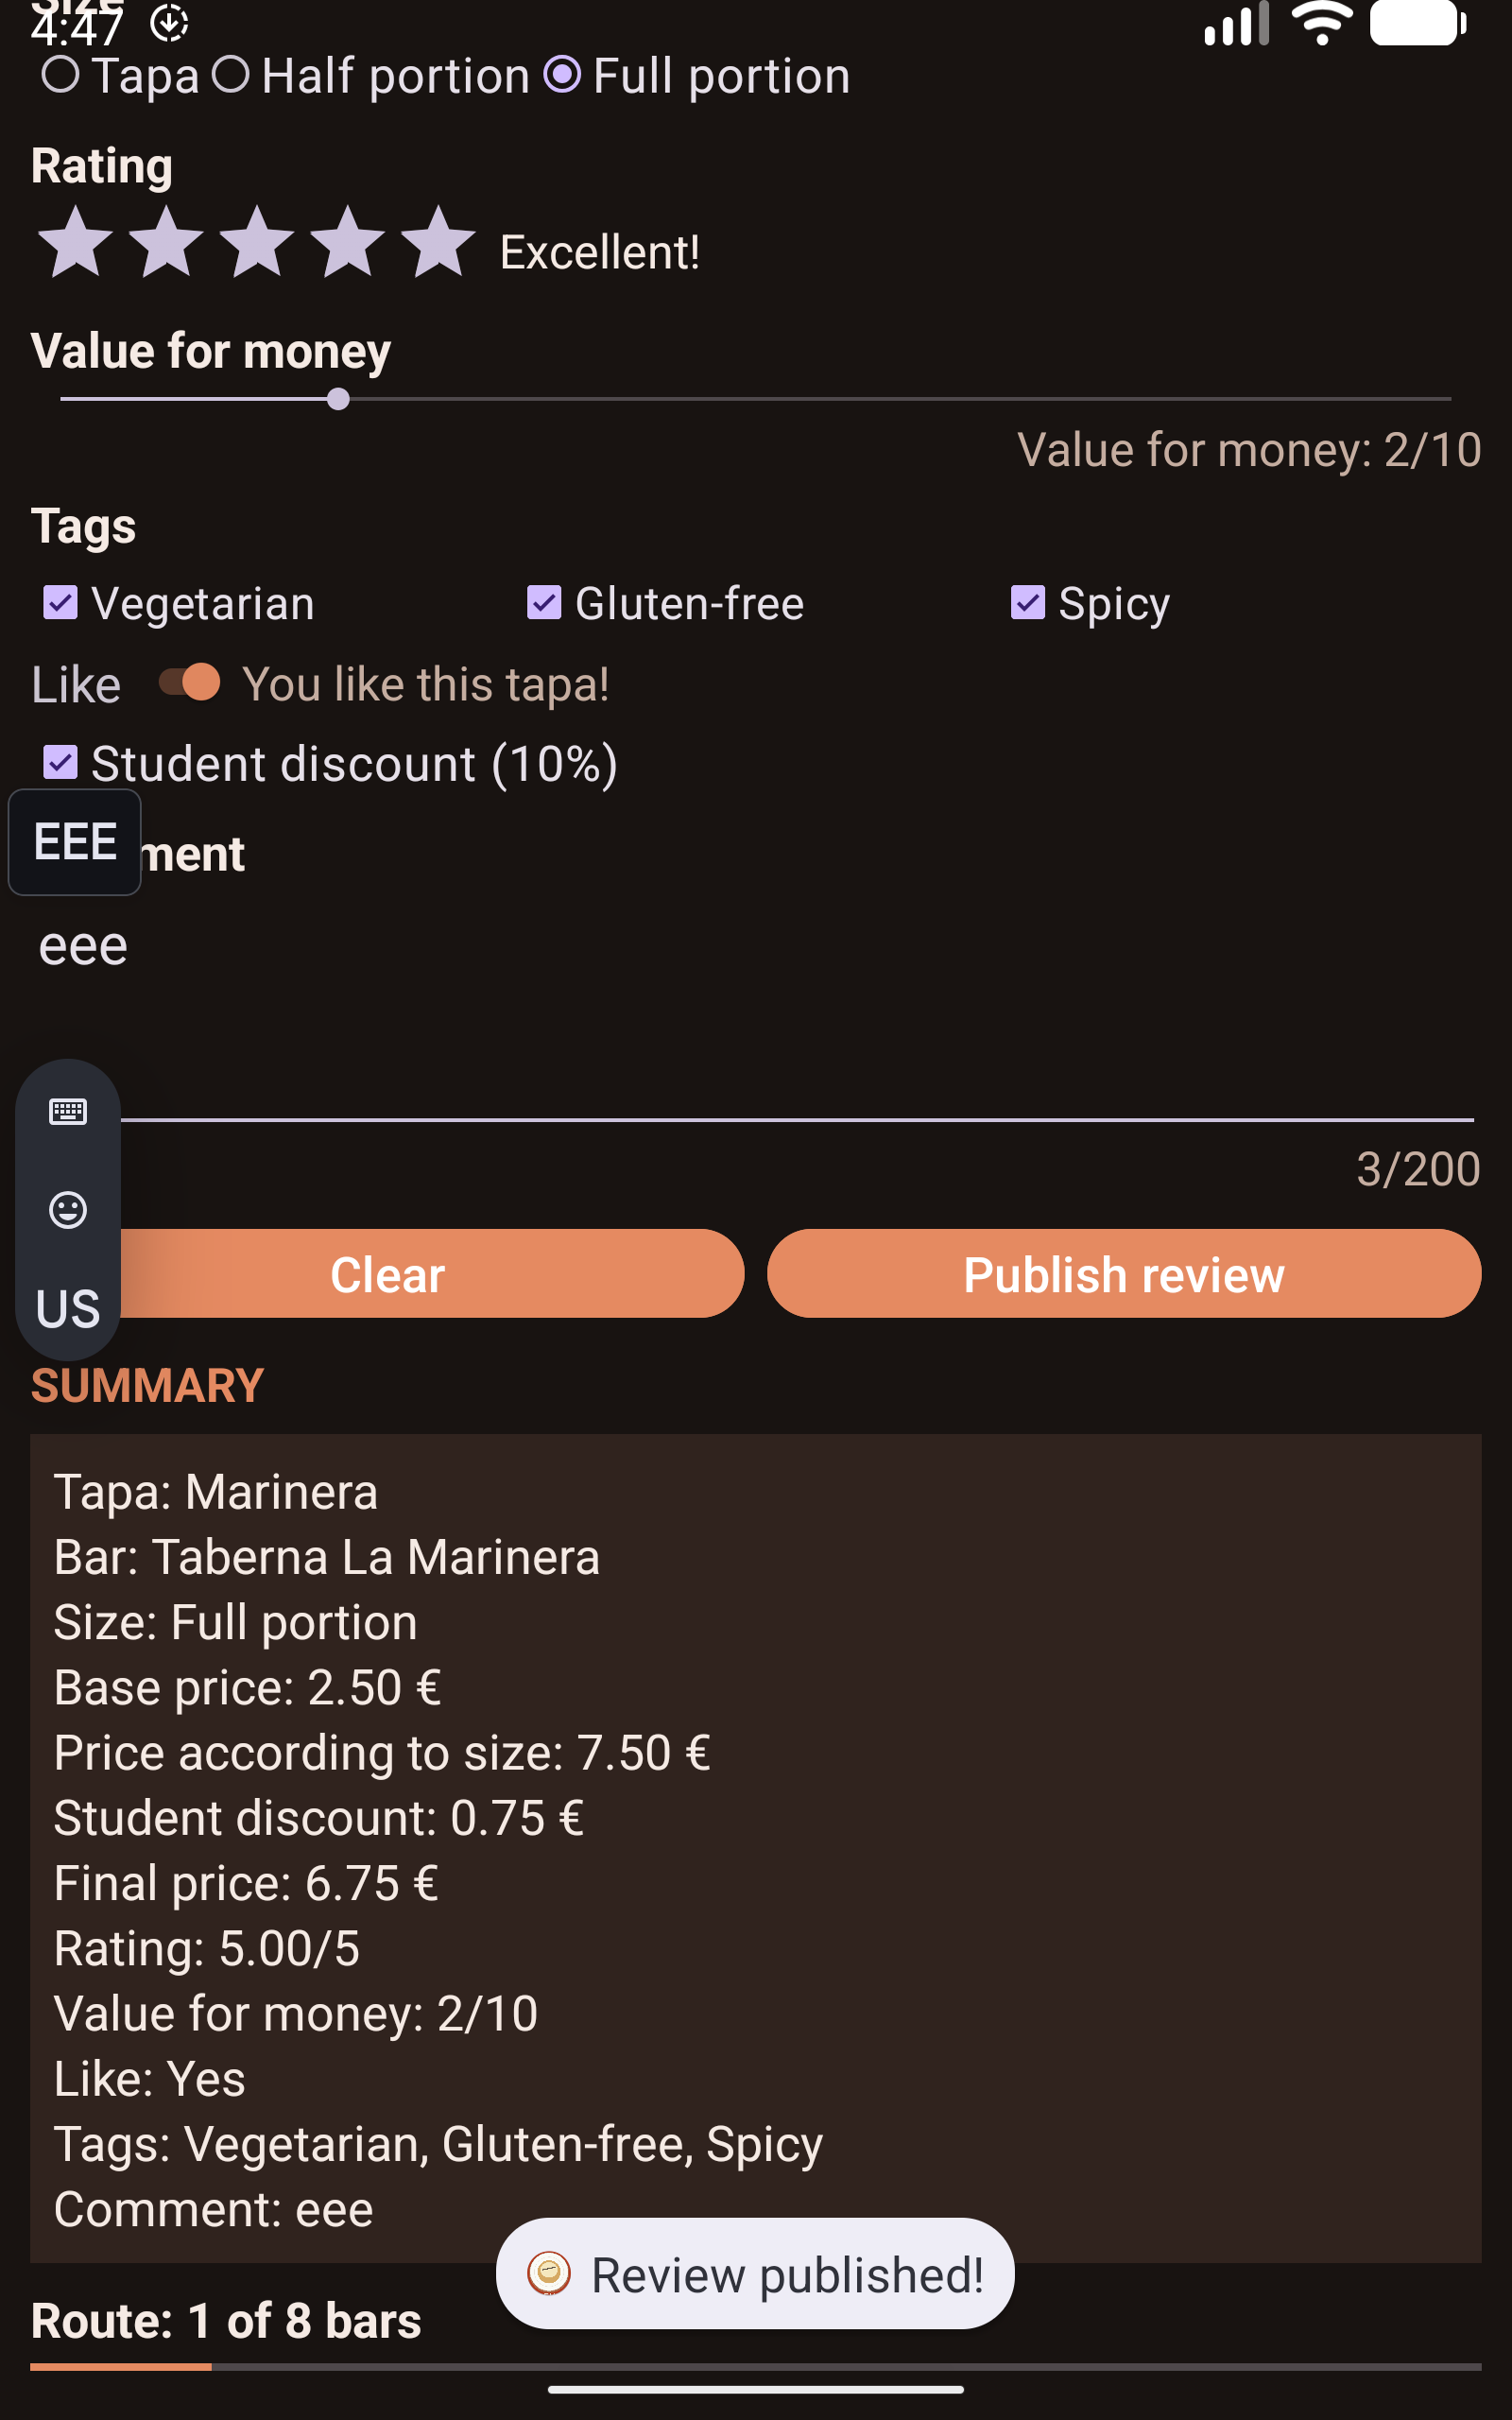 Size
4:47
Tapa Half portion Full portion
Rating
Excellent!
Value for money
Value for money: 2/10
Tags
Vegetarian Gluten-free Spicy
Like You like this tapa!
Student discount (10%)
EEE
ment
eee
3/200
US
Clear Publish review
SUMMARY
Tapa: Marinera
Bar: Taberna La Marinera
Size: Full portion
Base price: 2.50 €
Price according to size: 7.50 €
Student discount: 0.75 €
Final price: 6.75 €
Rating: 5.00/5
Value for money: 2/10
Like: Yes
Tags: Vegetarian, Gluten-free, Spicy
Comment: eee
Review published!
Route: 1 of 8 bars